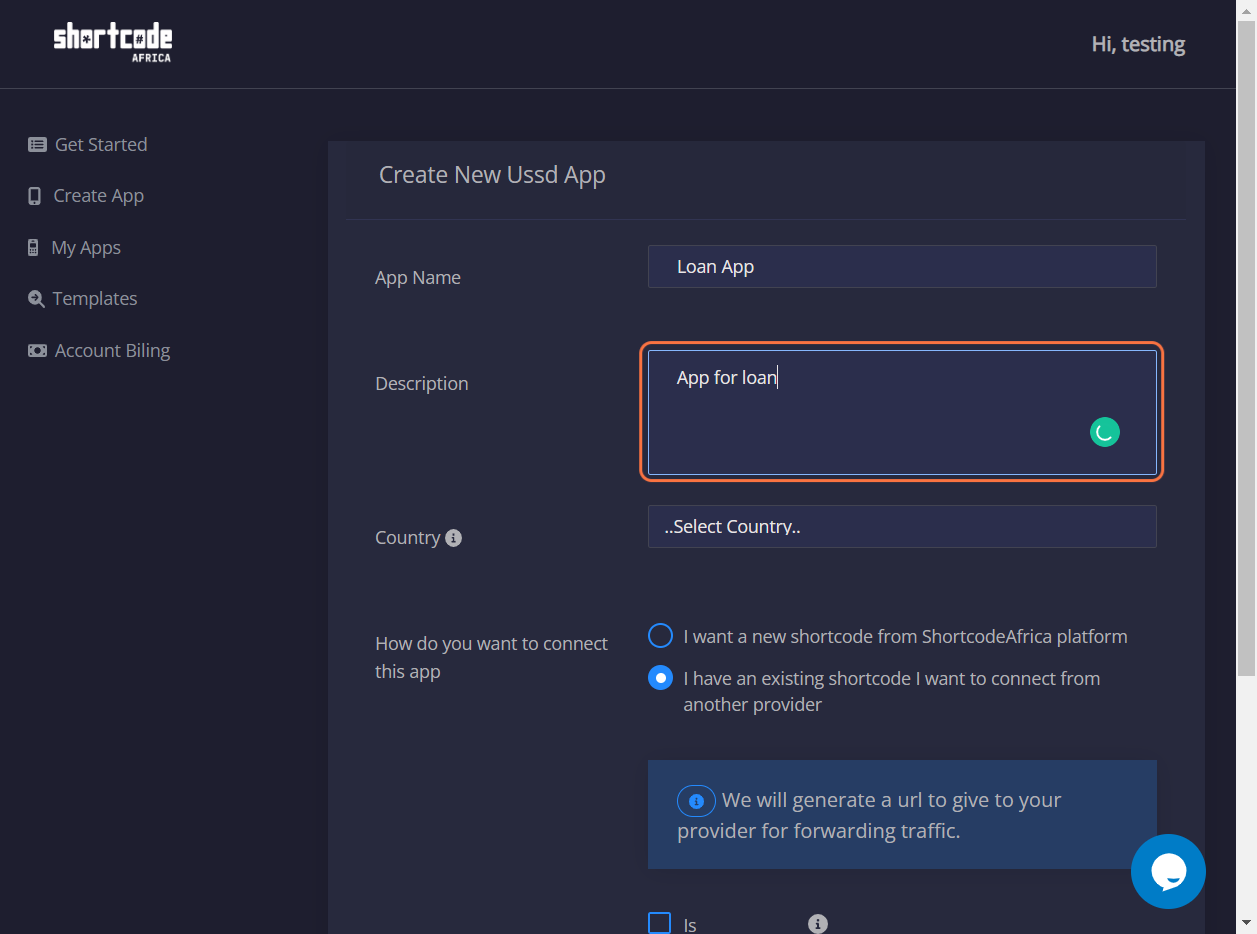 shortcode
AFRICA
Hi, testing
Get Started
Create App
My Apps
Templates
Account Biling
Create New Ussd App
App Name
Loan App
Description
App for loan
Country
..Select Country..
How do you want to connect
this app
I want a new shortcode from ShortcodeAfrica platform
I have an existing shortcode I want to connect from
another provider
We will generate a url to give to your
provider for forwarding traffic.
Is